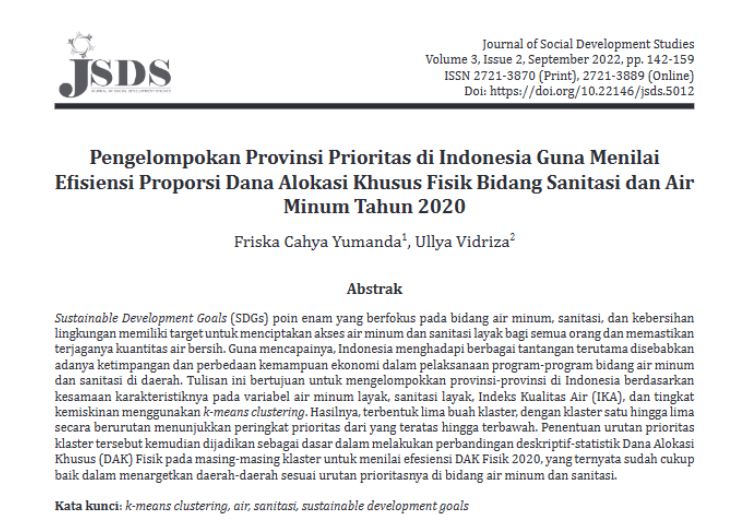 JSDS
Journal of Social Development Studies
Volume 3, Issue 2, September 2022, pp. 142-159
ISSN 2721-3870 (Print), 2721-3889 (Online)
Doi: https://doi.org/10.22146/jsds.5012
Pengelompokan Provinsi Prioritas di Indonesia Guna Menilai
Efisiensi Proporsi Dana Alokasi Khusus Fisik Bidang Sanitasi dan Air
Minum Tahun 2020
Friska Cahya Yumanda¹, Ullya Vidriza²
Abstrak
Sustainable Development Goals (SDGs) poin enam yang berfokus pada bidang air minum, sanitasi, dan kebersihan
lingkungan memiliki target untuk menciptakan akses air minum dan sanitasi layak bagi semua orang dan memastikan
terjaganya kuantitas air bersih. Guna mencapainya, Indonesia menghadapi berbagai tantangan terutama disebabkan
adanya ketimpangan dan perbedaan kemampuan ekonomi dalam pelaksanaan program-program bidang air minum
dan sanitasi di daerah. Tulisan ini bertujuan untuk mengelompokkan provinsi-provinsi di Indonesia berdasarkan
kesamaan karakteristiknya pada variabel air minum layak, sanitasi layak, Indeks Kualitas Air (IKA), dan tingkat
kemiskinan menggunakan k-means clustering. Hasilnya, terbentuk lima buah klaster, dengan klaster satu hingga lima
secara berurutan menunjukkan peringkat prioritas dari yang teratas hingga terbawah. Penentuan urutan prioritas
klaster tersebut kemudian dijadikan sebagai dasar dalam melakukan perbandingan deskriptif-statistik Dana Alokasi
Khusus (DAK) Fisik pada masing-masing klaster untuk menilai efesiensi DAK Fisik 2020, yang ternyata sudah cukup
baik dalam menargetkan daerah-daerah sesuai urutan prioritasnya di bidang air minum dan sanitasi.
Kata kunci: k-means clustering, air, sanitasi, sustainable development goals